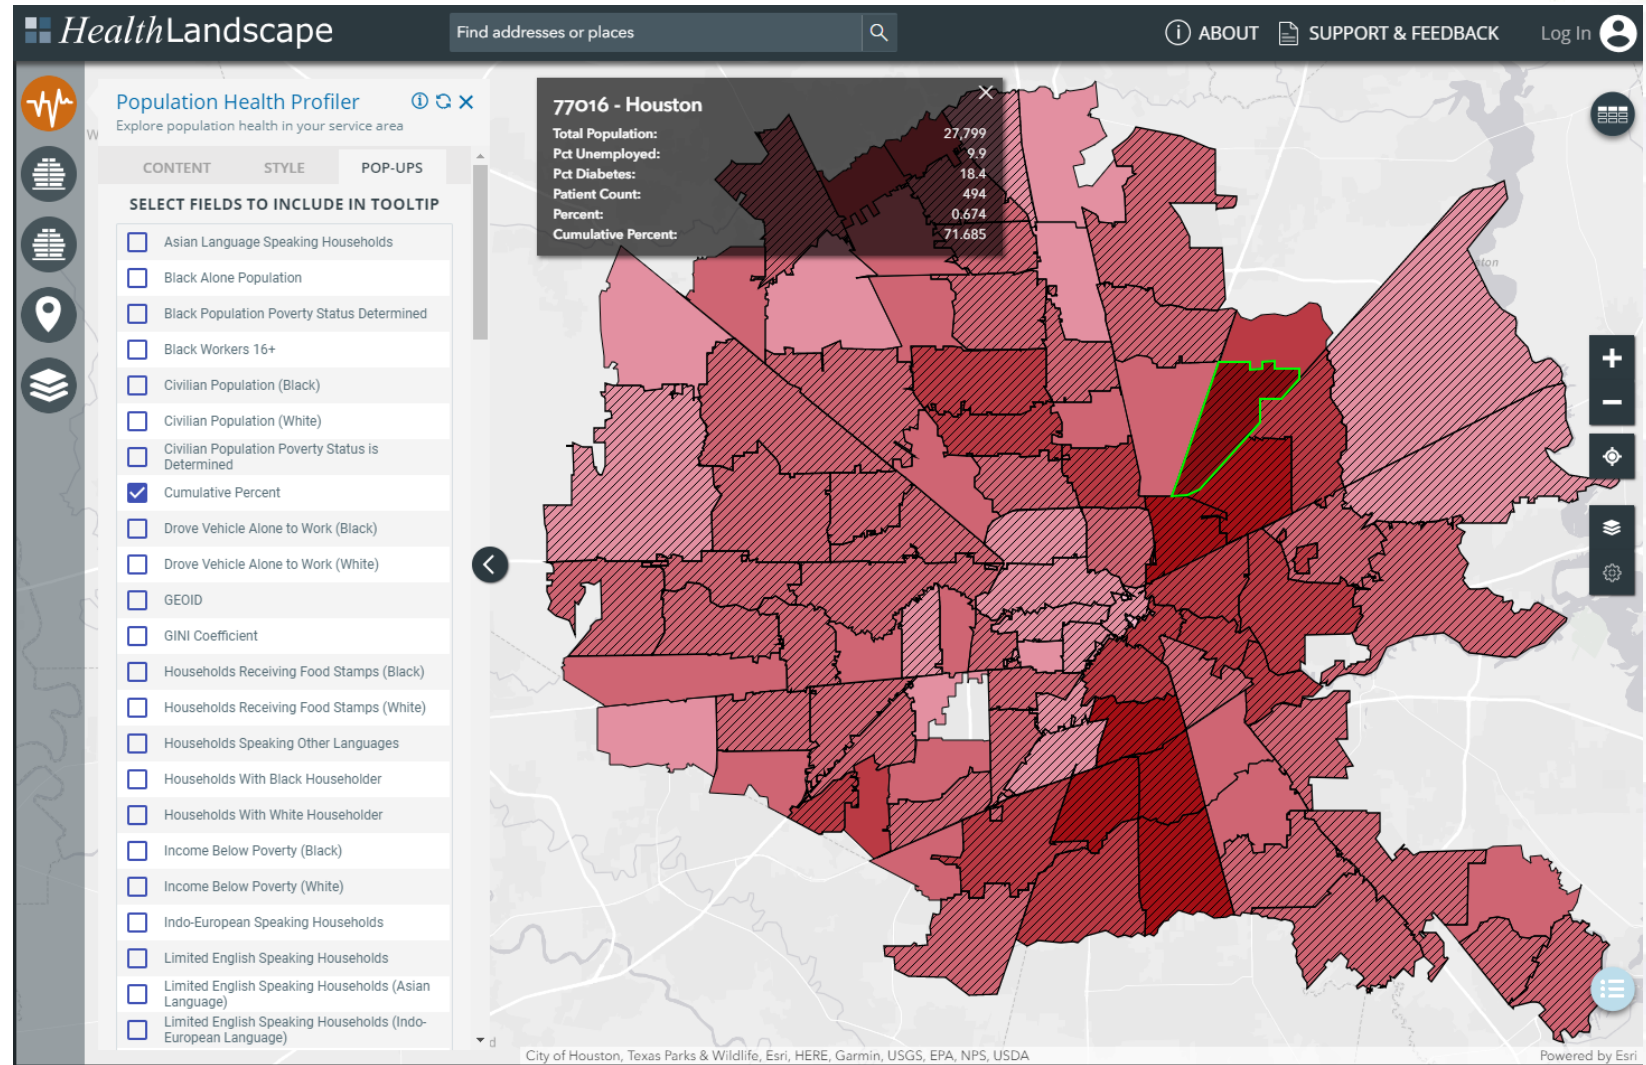 HealthLandscape
Find addresses or places
ABOUT
SUPPORT & FEEDBACK
Log In
Population Health Profiler
Explore population health in your service area
CONTENT
STYLE
POP-UPS
SELECT FIELDS TO INCLUDE IN TOOLTIP
Asian Language Speaking Households
Black Alone Population
Black Population Poverty Status Determined
Black Workers 16+
Civilian Population (Black)
Civilian Population (White)
Civilian Population Poverty Status is
Determined
Cumulative Percent
Drove Vehicle Alone to Work (Black)
Drove Vehicle Alone to Work (White)
GEOID
GINI Coefficient
Households Receiving Food Stamps (Black)
Households Receiving Food Stamps (White)
Households Speaking Other Languages
Households With Black Householder
Households With White Householder
Income Below Poverty (Black)
Income Below Poverty (White)
Indo-European Speaking Households
Limited English Speaking Households
Limited English Speaking Households (Asian
Language)
Limited English Speaking Households (Indo-
European Language)
77016 - Houston
Total Population: 27,799
Pct Unemployed: 9.9
Pct Diabetes: 18.4
Patient Count: 494
Percent: 0.674
Cumulative Percent: 71.685
City of Houston, Texas Parks & Wildlife, Esri, HERE, Garmin, USGS, EPA, NPS, USDA
Powered by Esri